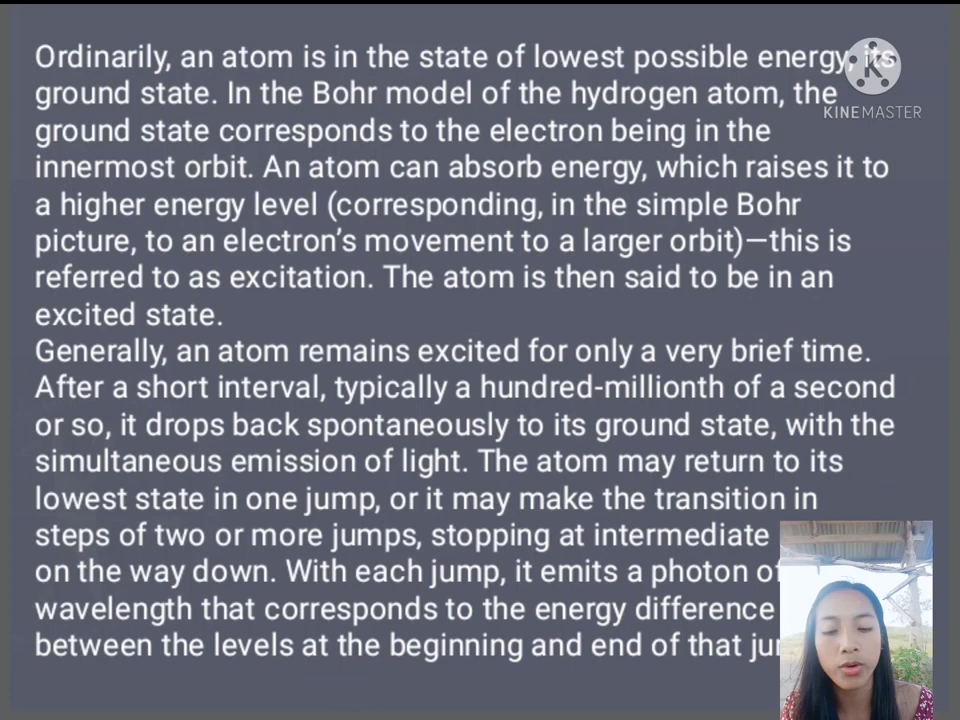 Ordinarily, an atom is in the state of lowest possible energy, its
ground state. In the Bohr model of the hydrogen atom, the
ground state corresponds to the electron being in the
innermost orbit. An atom can absorb energy, which raises it to
a higher energy level (corresponding, in the simple Bohr
picture, to an electron’s movement to a larger orbit)—this is
referred to as excitation. The atom is then said to be in an
excited state.
Generally, an atom remains excited for only a very brief time.
After a short interval, typically a hundred-millionth of a second
or so, it drops back spontaneously to its ground state, with the
simultaneous emission of light. The atom may return to its
lowest state in one jump, or it may make the transition in
steps of two or more jumps, stopping at intermediate
on the way down. With each jump, it emits a photon of
wavelength that corresponds to the energy difference
between the levels at the beginning and end of that
K
KINEMASTER